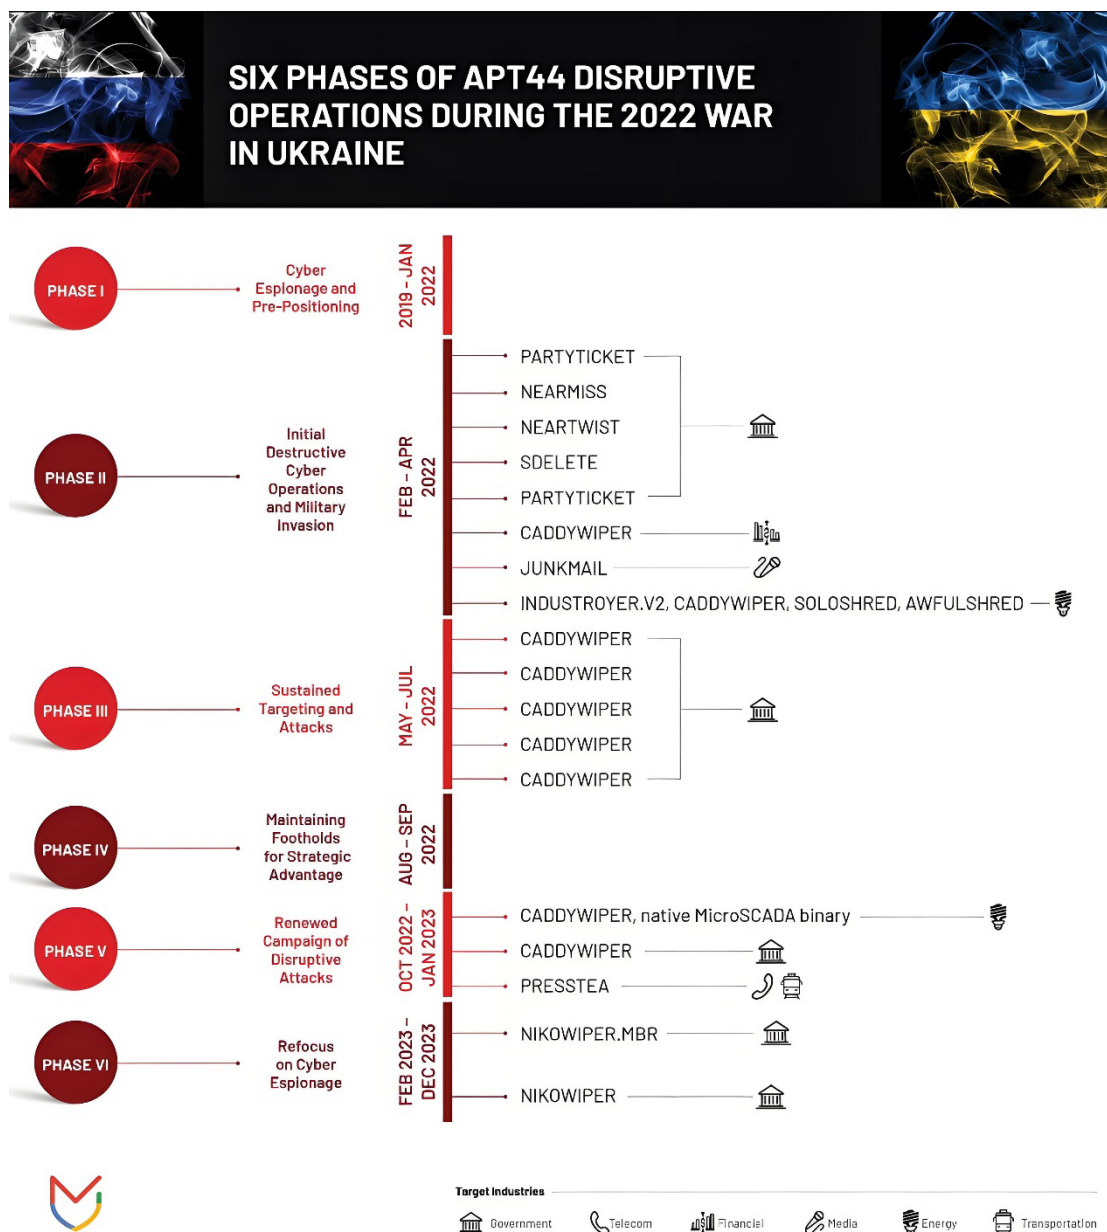 SIX PHASES OF APT44 DISRUPTIVE
OPERATIONS DURING THE 2022 WAR
IN UKRAINE
PHASE I
Cyber
Espionage and
Pre-Positioning
2019 - JAN
2022
PHASE II
Initial
Destructive
Cyber
Operations
and Military
Invasion
FEB - APR
2022
PARTYTICKET
NEARMISS
NEARTWIST
SDELETE
PARTYTICKET
CADDYWIPER
JUNKMAIL
INDUSTROYER.V2, CADDYWIPER, SOLOSHRED, AWFULSHRED
PHASE III
Sustained
Targeting and
Attacks
MAY - JUL
2022
CADDYWIPER
CADDYWIPER
CADDYWIPER
CADDYWIPER
CADDYWIPER
PHASE IV
Maintaining
Footholds
for Strategic
Advantage
AUG - SEP
2022
PHASE V
Renewed
Campaign of
Disruptive
Attacks
OCT 2022 -
JAN 2023
CADDYWIPER, native MicroSCADA binary
CADDYWIPER
PRESSTEA
PHASE VI
Refocus
on Cyber
Espionage
FEB 2023 -
DEC 2023
NIKOWIPER.MBR
NIKOWIPER
Target Industries
Government Telecom Financial Media Energy Transportation